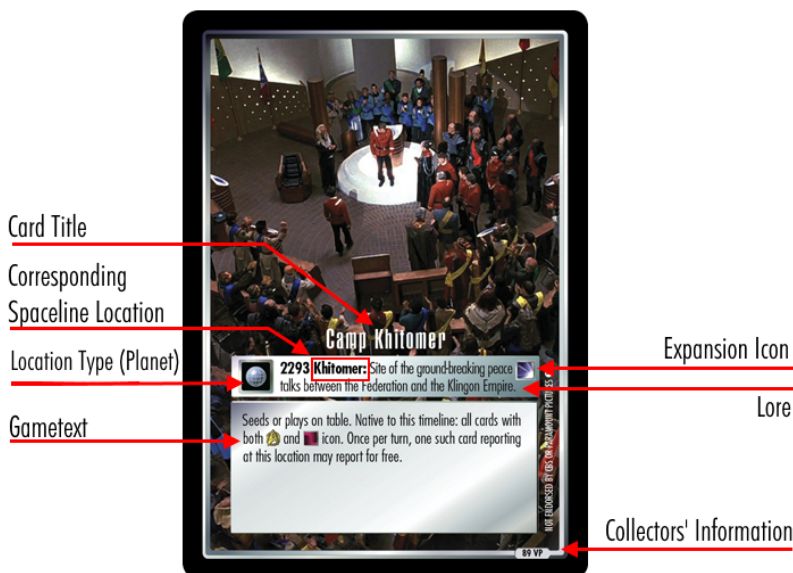 Card Title
Corresponding
Spaceline Location
Location Type (Planet)
Gametext
Camp Khitomer
2293 Khitomer: Site of the ground-breaking peace
talks between the Federation and the Klingon Empire.
Seeds or plays on table. Native to this timeline: all cards with
both and icon. Once per turn, one such card reporting
at this location may report for free.
NOT ENDORSED BY CBS OR PARAMOUNT PICTURES
89 VP
Expansion Icon
Lore
Collectors' Information